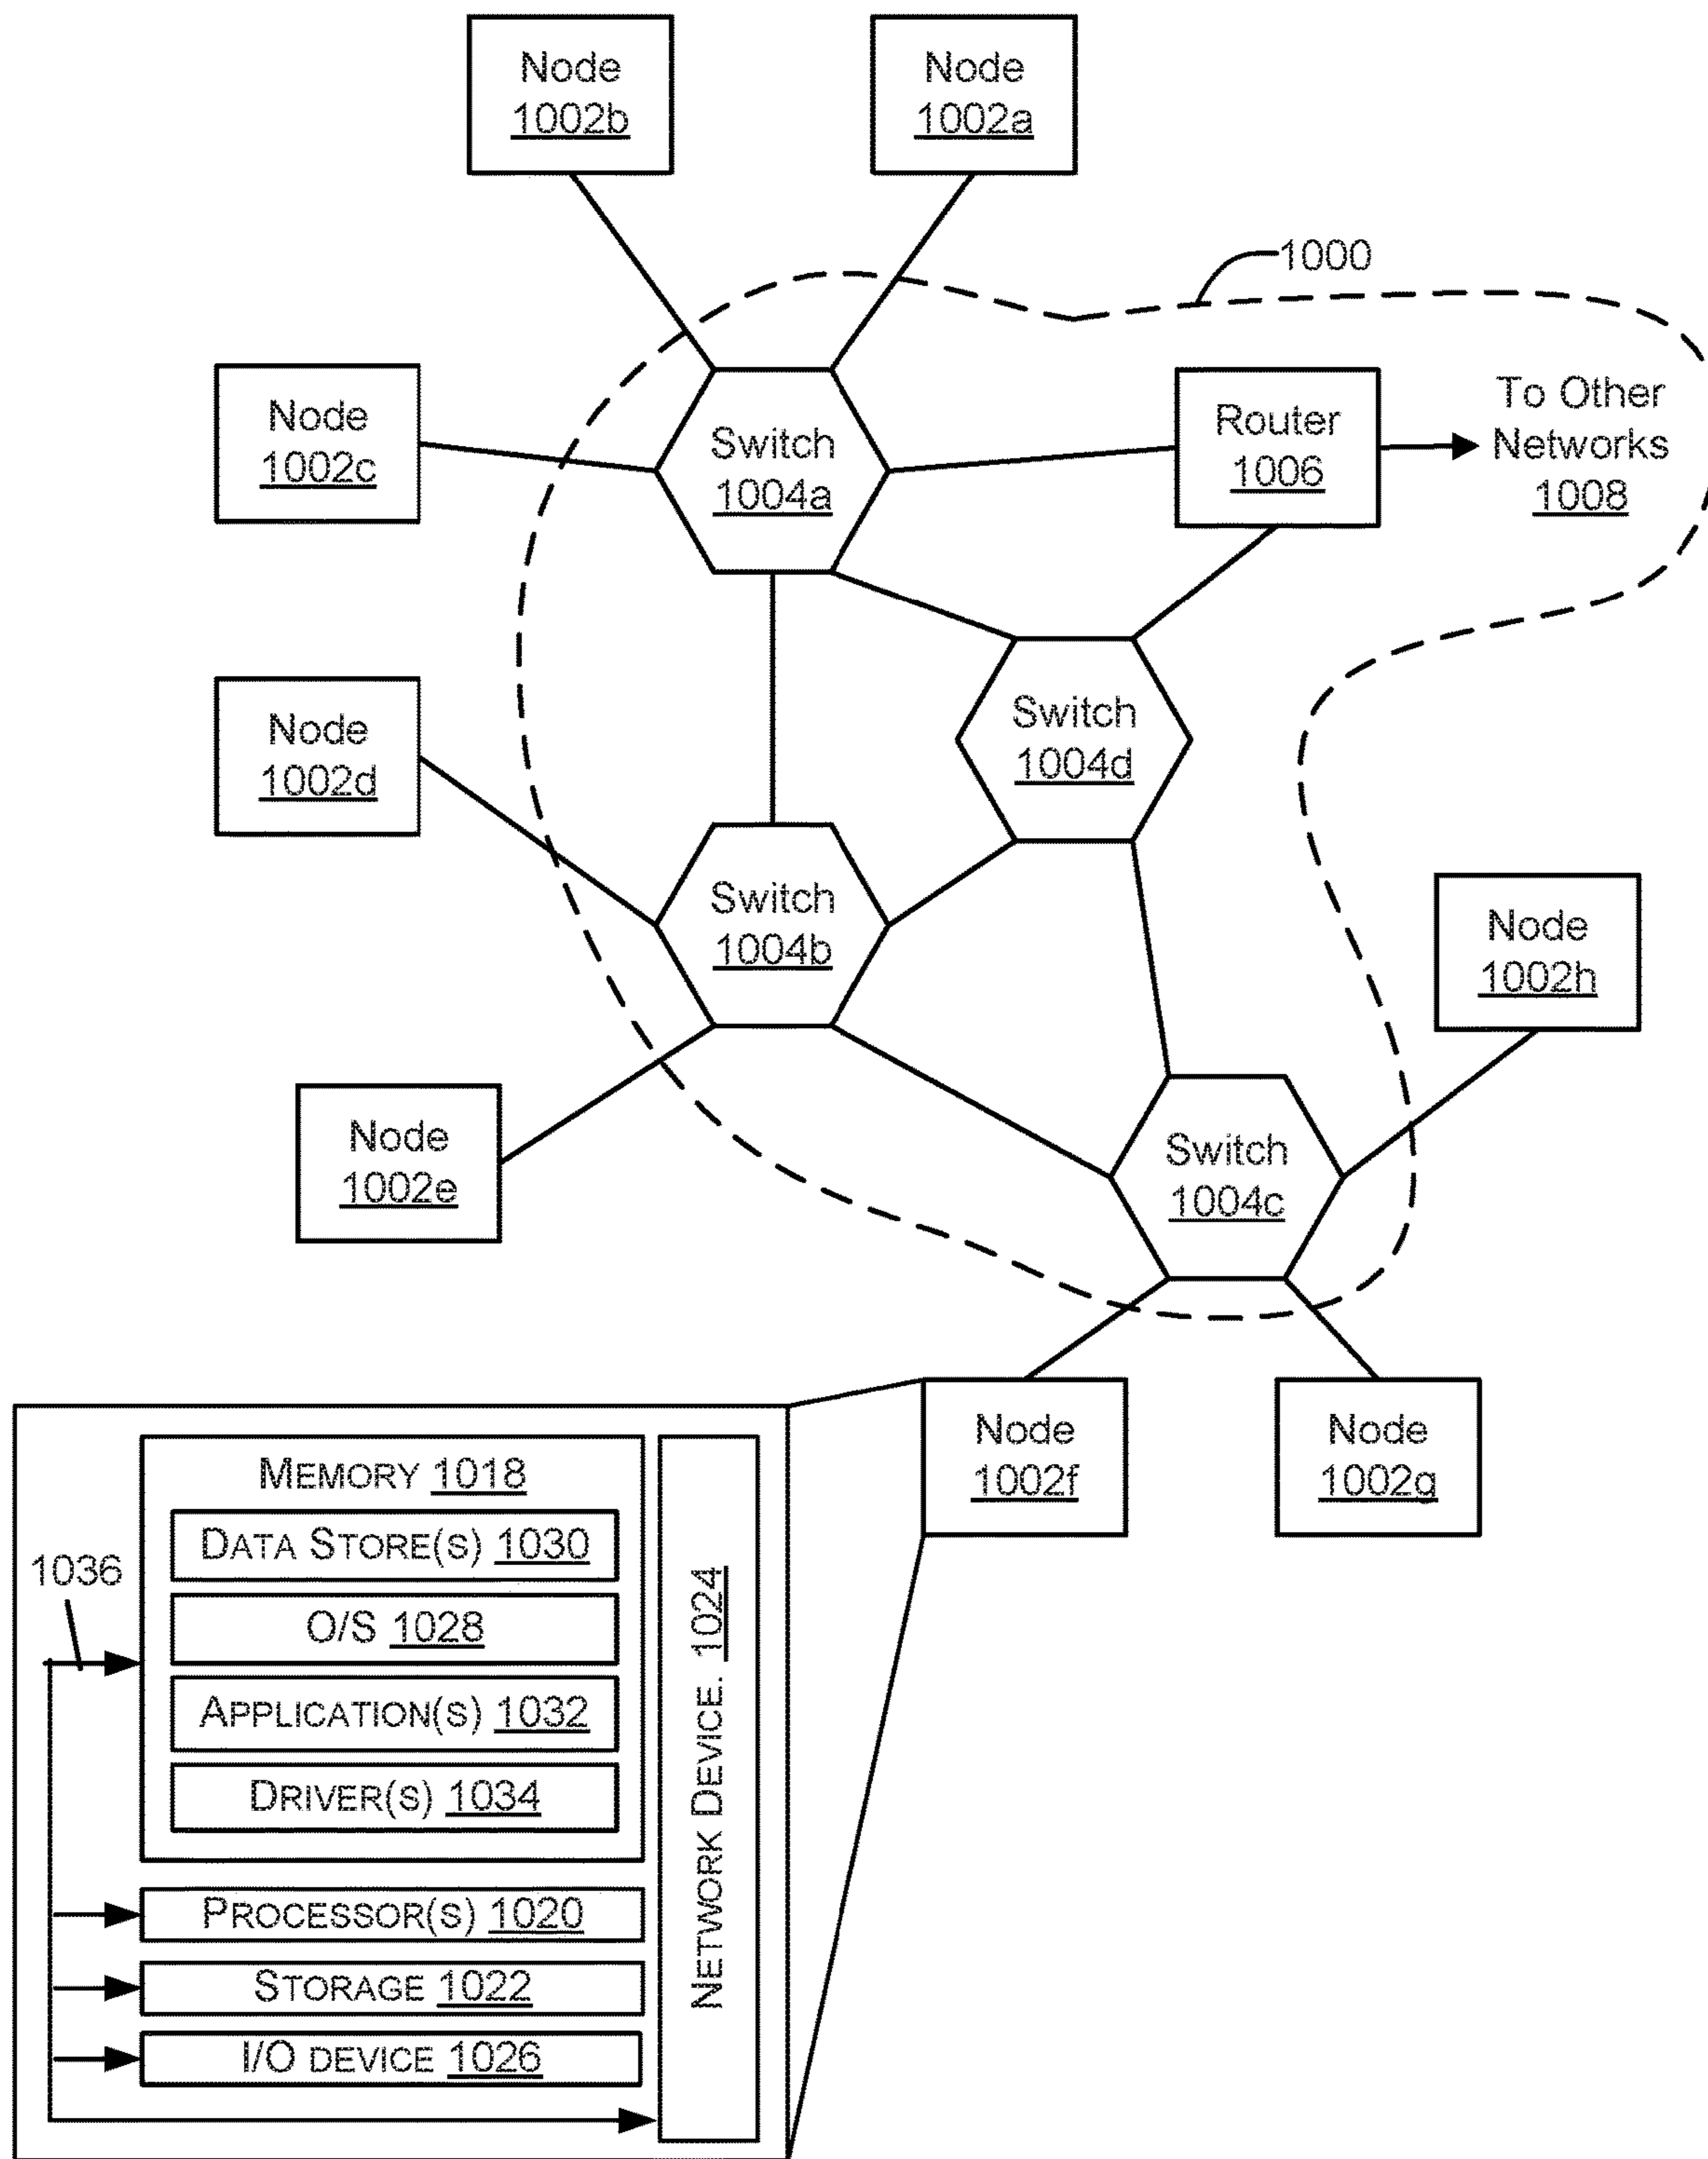 Node
1002b
Node
1002a
1000
Node
1002c
Switch
1004a
Router
1006
To Other
Networks
1008
Node
1002d
Switch
1004d
Switch
1004b
Node
1002h
Node
1002e
Switch
1004c
Node
1002f
Node
1002g
MEMORY 1018
DATA STORE(S) 1030
1036
O/S 1028
APPLICATION(S) 1032
DRIVER(S) 1034
PROCESSOR(S) 1020
STORAGE 1022
I/O DEVICE 1026
NETWORK DEVICE. 1024